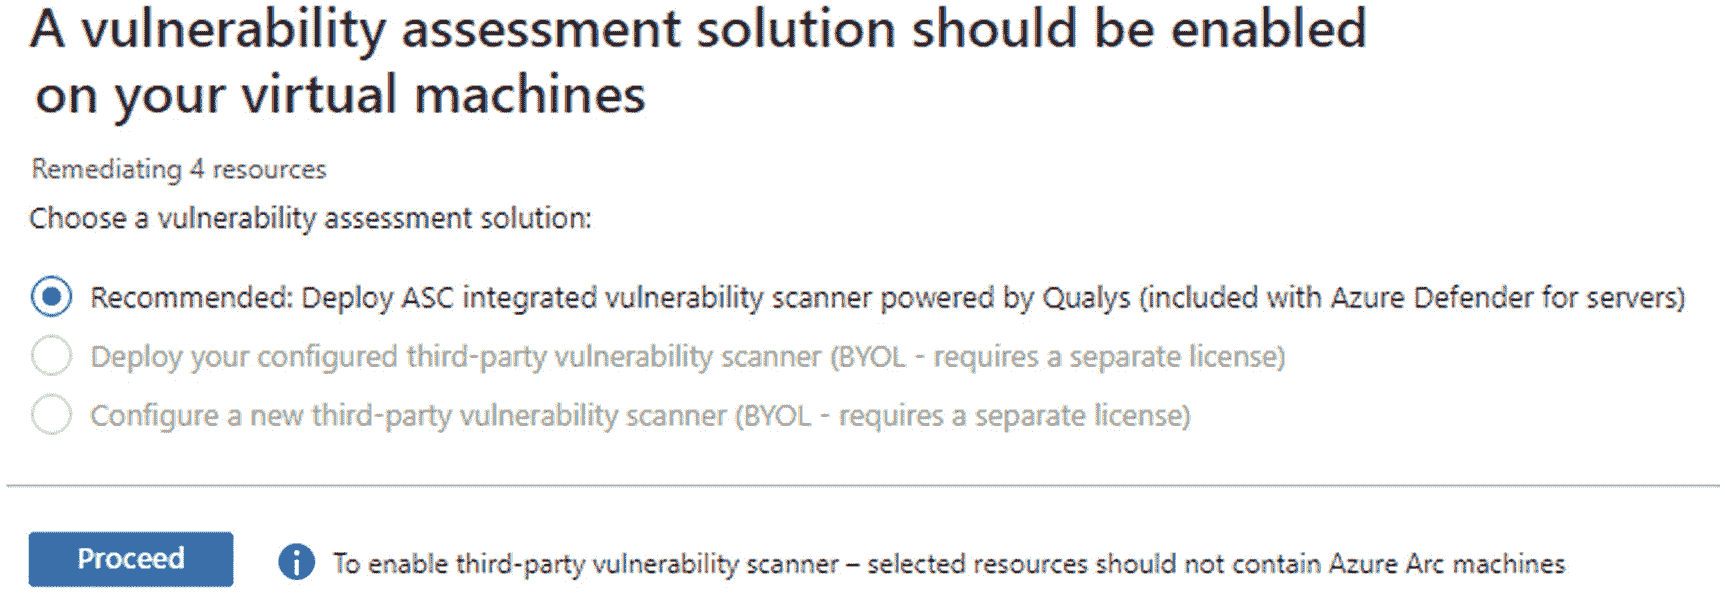 A vulnerability assessment solution should be enabled
on your virtual machines
Remediating 4 resources
Choose a vulnerability assessment solution:
Recommended: Deploy ASC integrated vulnerability scanner powered by Qualys (included with Azure Defender for servers)
Deploy your configured third-party vulnerability scanner (BYOL - requires a separate license)
Configure a new third-party vulnerability scanner (BYOL - requires a separate license)
Proceed
To enable third-party vulnerability scanner – selected resources should not contain Azure Arc machines